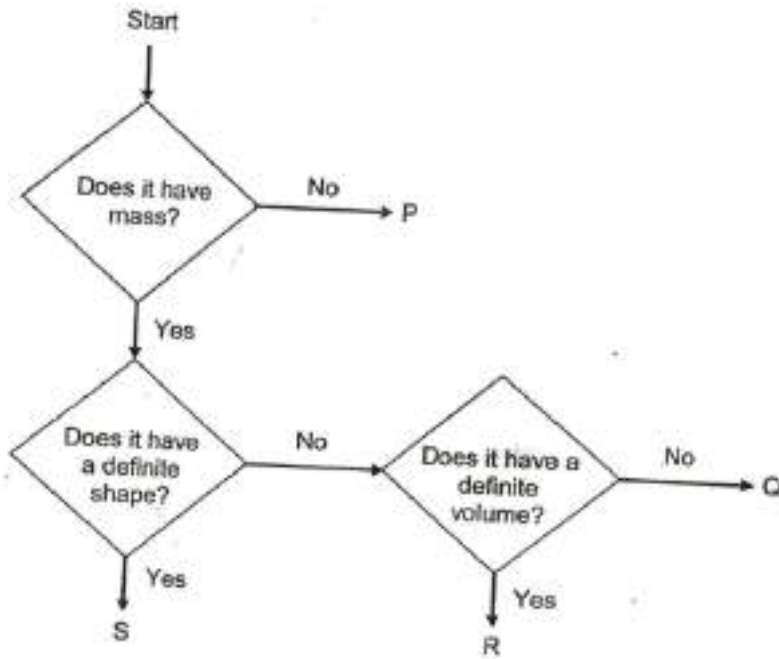 Start
Does it have
mass?
No
P
Yes
Does it have
a definite
shape?
No
Does it have a
definite
volume?
No
Q
Yes
S
Yes
R